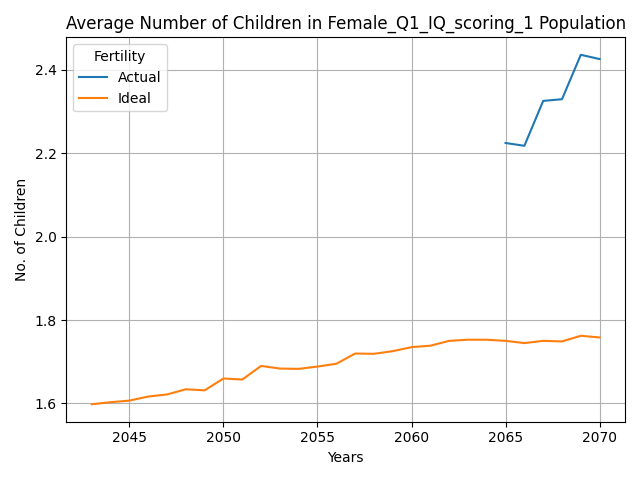 Average Number of Children in Female_Q1_IQ_scoring_1 Population
Fertility
Actual
Ideal
2.4
2.2
2.0
1.8
1.6
No. of Children
2045 2050 2055 2060 2065 2070
Years